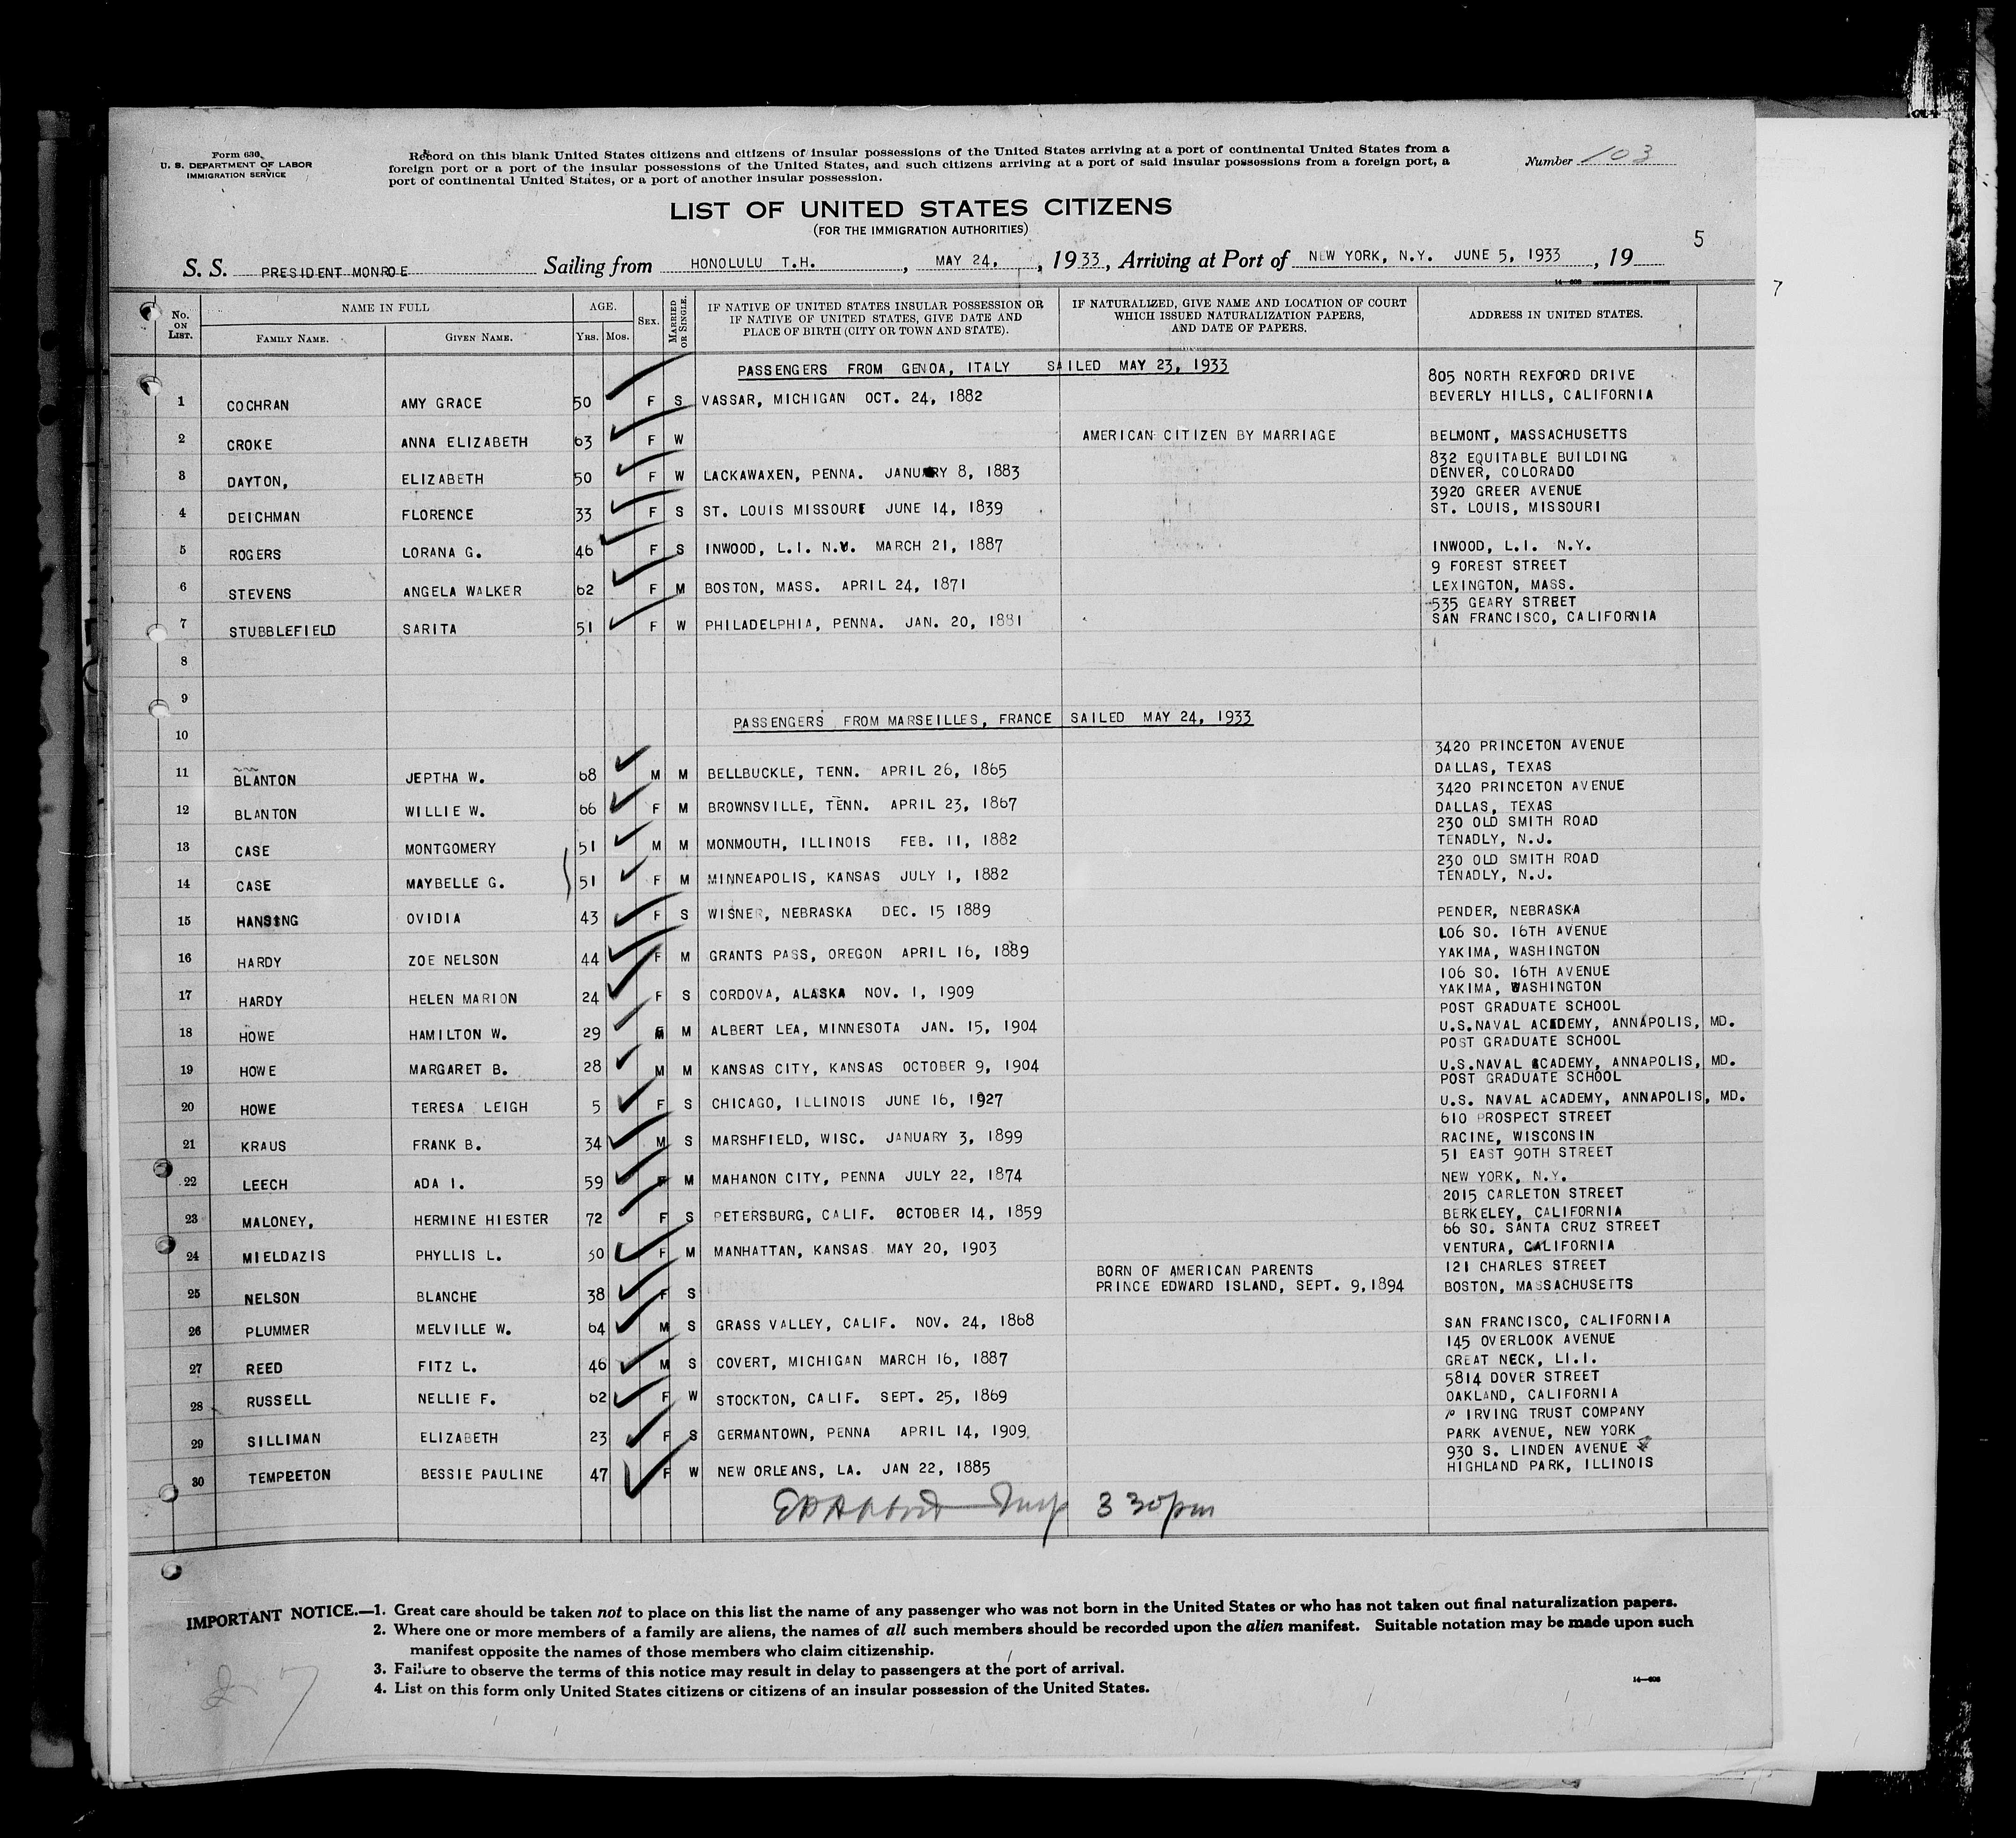 Form 630
U. S. DEPARTMENT OF LABOR
IMMIGRATION SERVICE
Record on this blank United States citizens and citizens of insular possessions of the United States arriving at a port of continental United States from a
foreign port or a port of the insular possessions of the United States, and such citizens arriving at a port of said insular possessions from a foreign port, a
port of continental United States, or a port of another insular possession.
Number 103
LIST OF UNITED STATES CITIZENS
(FOR THE IMMIGRATION AUTHORITIES)
5
S. S. PRESIDENT MONROE Sailing from HONOLULU T.H. , MAY 24, , 1933, Arriving at Port of NEW YORK, N.Y. JUNE 5, 1933 , 19
7
No. ON LIST. NAME IN FULL FAMILY NAME. GIVEN NAME. AGE. Yrs. Mos. SEX. MARRIED OR SINGLE. IF NATIVE OF UNITED STATES INSULAR POSSESSION OR IF NATIVE OF UNITED STATES, GIVE DATE AND PLACE OF BIRTH (CITY OR TOWN AND STATE). IF NATURALIZED, GIVE NAME AND LOCATION OF COURT WHICH ISSUED NATURALIZATION PAPERS, AND DATE OF PAPERS. ADDRESS IN UNITED STATES.
PASSENGERS FROM GENOA, ITALY SAILED MAY 23, 1933
805 NORTH REXFORD DRIVE
1 COCHRAN AMY GRACE 50 F S VASSAR, MICHIGAN OCT. 24, 1882 BEVERLY HILLS, CALIFORNIA
2 CROKE ANNA ELIZABETH 63 F W AMERICAN CITIZEN BY MARRIAGE BELMONT, MASSACHUSETTS
832 EQUITABLE BUILDING
3 DAYTON, ELIZABETH 50 F W LACKAWAXEN, PENNA. JANUARY 8, 1883 DENVER, COLORADO
3920 GREER AVENUE
4 DEICHMAN FLORENCE 33 F S ST. LOUIS MISSOURI JUNE 14, 1839 ST. LOUIS, MISSOURI
5 ROGERS LORANA G. 46 F S INWOOD, L.I. N.Y. MARCH 21, 1887 INWOOD, L.I. N.Y.
9 FOREST STREET
6 STEVENS ANGELA WALKER 62 F M BOSTON, MASS. APRIL 24, 1871 LEXINGTON, MASS.
535 GEARY STREET
7 STUBBLEFIELD SARITA 51 F W PHILADELPHIA, PENNA. JAN. 20, 1881 SAN FRANCISCO, CALIFORNIA
8
9
PASSENGERS FROM MARSEILLES, FRANCE SAILED MAY 24, 1933
10
3420 PRINCETON AVENUE
11 BLANTON JEPTHA W. 68 M M BELLBUCKLE, TENN. APRIL 26, 1865 DALLAS, TEXAS
3420 PRINCETON AVENUE
12 BLANTON WILLIE W. 66 F M BROWNSVILLE, TENN. APRIL 23, 1867 DALLAS, TEXAS
230 OLD SMITH ROAD
13 CASE MONTGOMERY 51 M M MONMOUTH, ILLINOIS FEB. 11, 1882 TENADLY, N.J.
230 OLD SMITH ROAD
14 CASE MAYBELLE G. 51 F M MINNEAPOLIS, KANSAS JULY 1, 1882 TENADLY, N.J.
15 HANSING OVIDIA 43 F S WISNER, NEBRASKA DEC. 15 1889 PENDER, NEBRASKA
106 SO. 16TH AVENUE
16 HARDY ZOE NELSON 44 F M GRANTS PASS, OREGON APRIL 16, 1889 YAKIMA, WASHINGTON
106 SO. 16TH AVENUE
17 HARDY HELEN MARION 24 F S CORDOVA, ALASKA NOV. 1, 1909 YAKIMA, WASHINGTON
POST GRADUATE SCHOOL
18 HOWE HAMILTON W. 29 M ALBERT LEA, MINNESOTA JAN. 15, 1904 U.S.NAVAL ACEDEMY, ANNAPOLIS, MD.
POST GRADUATE SCHOOL
19 HOWE MARGARET B. 28 M M KANSAS CITY, KANSAS OCTOBER 9, 1904 U.S.NAVAL ACADEMY, ANNAPOLIS, MD.
POST GRADUATE SCHOOL
20 HOWE TERESA LEIGH 5 F S CHICAGO, ILLINOIS JUNE 16, 1927 U.S. NAVAL ACADEMY, ANNAPOLIS, MD.
610 PROSPECT STREET
21 KRAUS FRANK B. 34 M S MARSHFIELD, WISC. JANUARY 3, 1899 RACINE, WISCONSIN
51 EAST 90TH STREET
22 LEECH ADA I. 59 F M MAHANON CITY, PENNA JULY 22, 1874 NEW YORK, N.Y.
2015 CARLETON STREET
23 MALONEY, HERMINE HIESTER 72 F S PETERSBURG, CALIF. OCTOBER 14, 1859 BERKELEY, CALIFORNIA
66 SO. SANTA CRUZ STREET
24 MIELDAZIS PHYLLIS L. 30 F M MANHATTAN, KANSAS MAY 20, 1903 VENTURA, CALIFORNIA
BORN OF AMERICAN PARENTS 121 CHARLES STREET
25 NELSON BLANCHE 38 F S PRINCE EDWARD ISLAND, SEPT. 9,1894 BOSTON, MASSACHUSETTS
26 PLUMMER MELVILLE W. 64 M S GRASS VALLEY, CALIF. NOV. 24, 1868 SAN FRANCISCO, CALIFORNIA
145 OVERLOOK AVENUE
27 REED FITZ L. 46 M S COVERT, MICHIGAN MARCH 16, 1887 GREAT NECK, LI.I.
5814 DOVER STREET
28 RUSSELL NELLIE F. 62 F W STOCKTON, CALIF. SEPT. 25, 1869 OAKLAND, CALIFORNIA
IRVING TRUST COMPANY
29 SILLIMAN ELIZABETH 23 F S GERMANTOWN, PENNA APRIL 14, 1909 PARK AVENUE, NEW YORK
930 S. LINDEN AVENUE
30 TEMPLETON BESSIE PAULINE 47 F W NEW ORLEANS, LA. JAN 22, 1885 HIGHLAND PARK, ILLINOIS
3 30pm
IMPORTANT NOTICE.—1. Great care should be taken not to place on this list the name of any passenger who was not born in the United States or who has not taken out final naturalization papers.
2. Where one or more members of a family are aliens, the names of all such members should be recorded upon the alien manifest. Suitable notation may be made upon such
manifest opposite the names of those members who claim citizenship.
3. Failure to observe the terms of this notice may result in delay to passengers at the port of arrival.
4. List on this form only United States citizens or citizens of an insular possession of the United States.